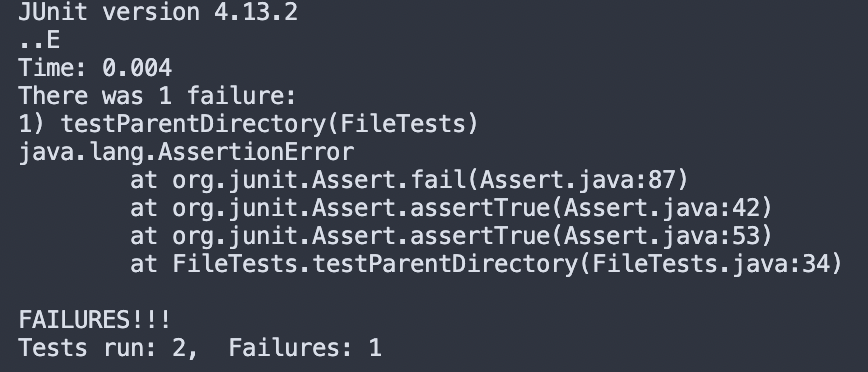 JUnit version 4.13.2
..E
Time: 0.004
There was 1 failure:
1) testParentDirectory(FileTests)
java.lang.AssertionError
        at org.junit.Assert.fail(Assert.java:87)
        at org.junit.Assert.assertTrue(Assert.java:42)
        at org.junit.Assert.assertTrue(Assert.java:53)
        at FileTests.testParentDirectory(FileTests.java:34)

FAILURES!!!
Tests run: 2,  Failures: 1